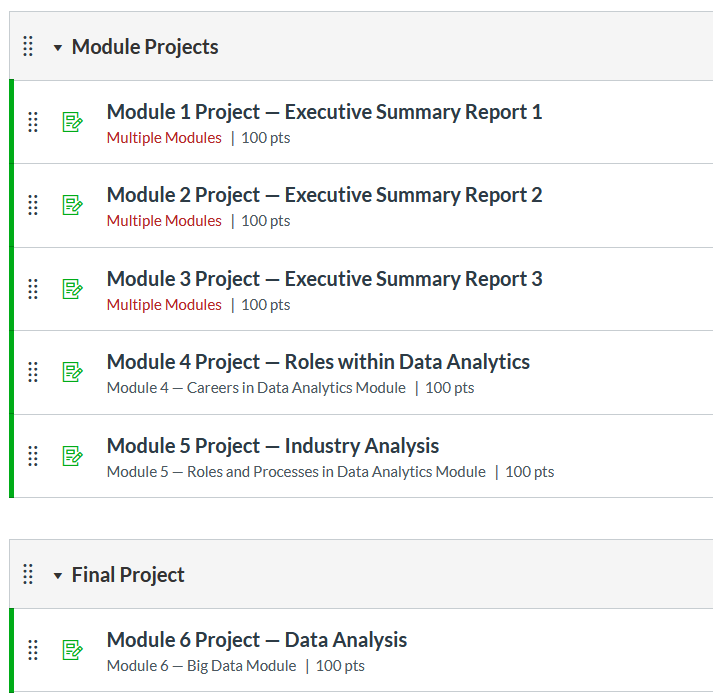 Module Projects
Module 1 Project — Executive Summary Report 1
Multiple Modules | 100 pts
Module 2 Project — Executive Summary Report 2
Multiple Modules | 100 pts
Module 3 Project — Executive Summary Report 3
Multiple Modules | 100 pts
Module 4 Project — Roles within Data Analytics
Module 4 — Careers in Data Analytics Module | 100 pts
Module 5 Project — Industry Analysis
Module 5 — Roles and Processes in Data Analytics Module | 100 pts
Final Project
Module 6 Project — Data Analysis
Module 6 — Big Data Module | 100 pts